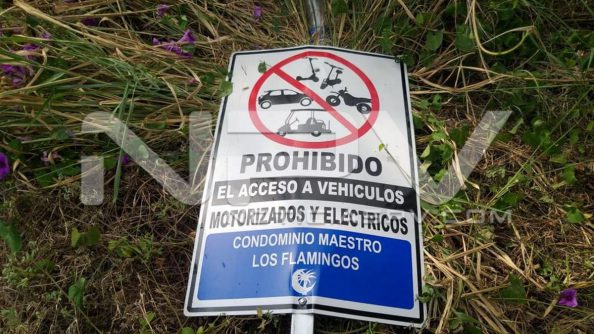 PROHIBIDO
EL ACCESO A VEHICULOS
MOTORIZADOS Y ELECTRICOS
CONDOMINIO MAESTRO
LOS FLAMINGOS